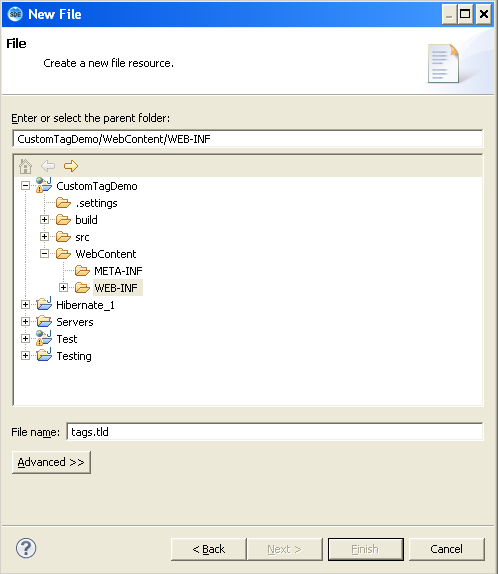 New File
File
Create a new file resource.
Enter or select the parent folder:
CustomTagDemo/WebContent/WEB-INF
CustomTagDemo
.settings
build
src
WebContent
META-INF
WEB-INF
Hibernate_1
Servers
Test
Testing
File name: tags.tld
Advanced >>
? < Back Next > Finish Cancel